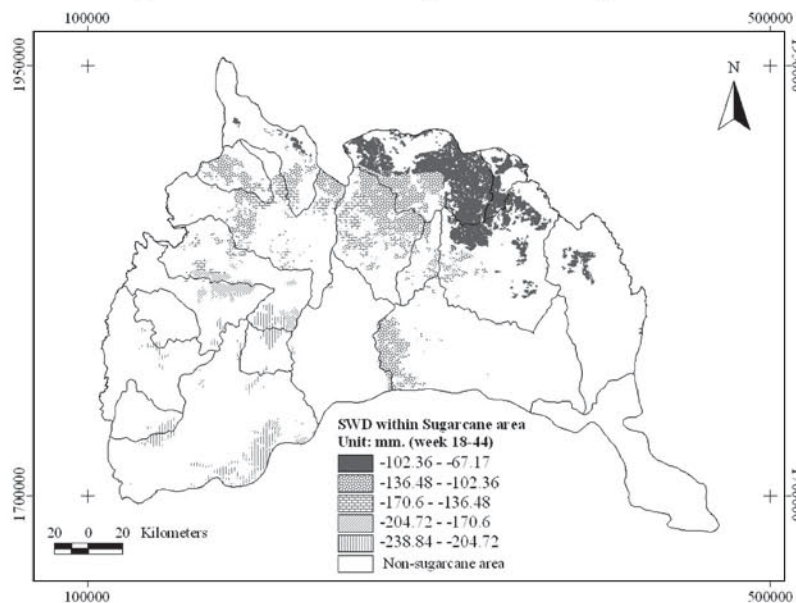 100000
500000
1950000
1950000
N
SWD within Sugarcane area
Unit: mm. (week 18-44)
-102.36 - -67.17
-136.48 - -102.36
-170.6 - -136.48
-204.72 - -170.6
-238.84 - -204.72
Non-sugarcane area
1700000
1700000
20 0 20 Kilometers
100000
500000